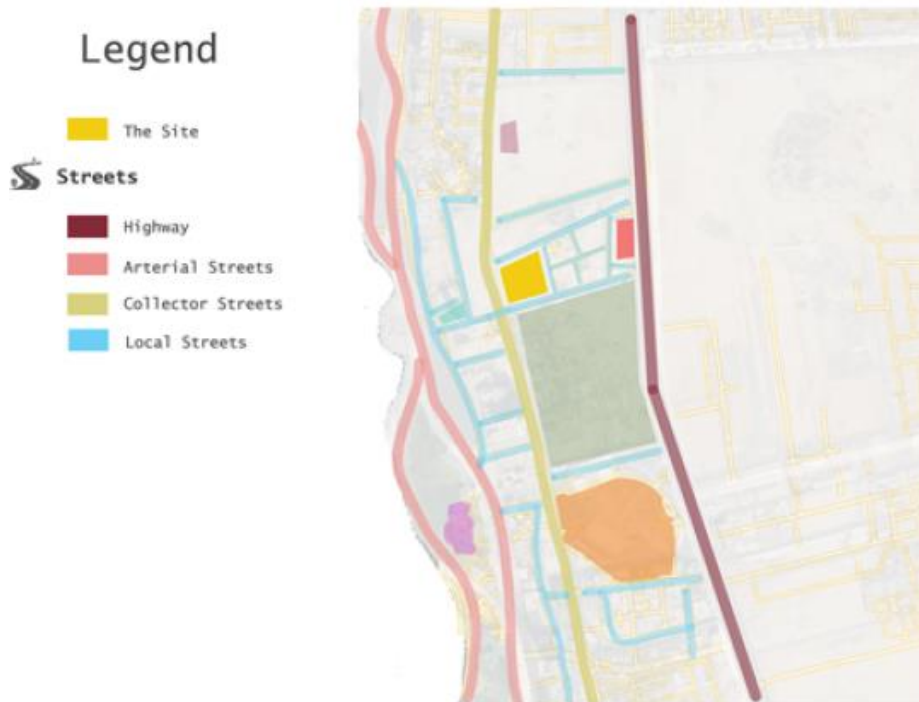 Legend
The Site
Streets
Highway
Arterial Streets
Collector Streets
Local Streets